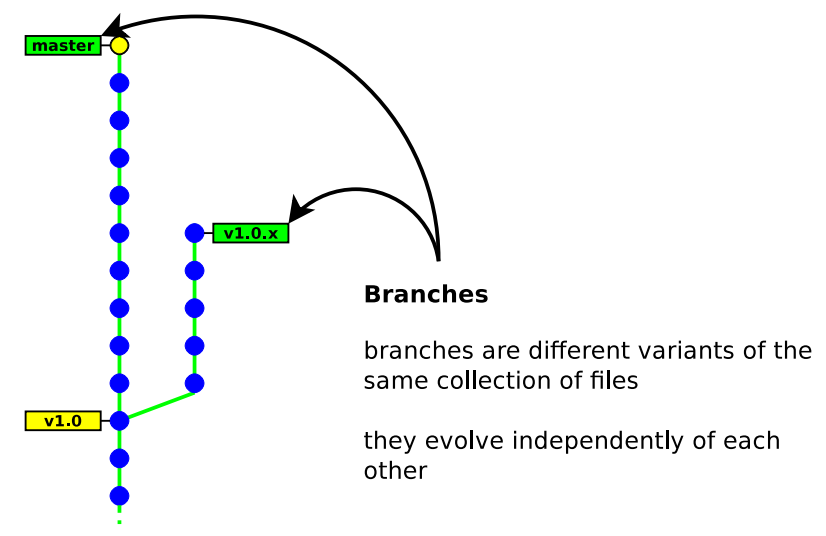 master
v1.0.x
Branches
branches are different variants of the
same collection of files
v1.0
they evolve independently of each
other